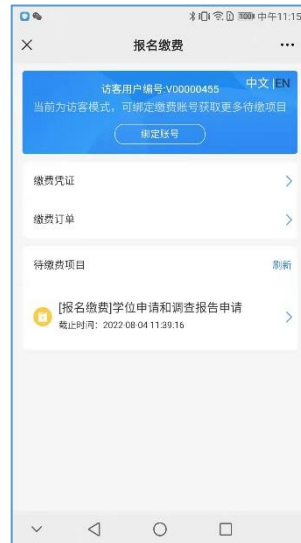 中午11:15
报名缴费
访客用户编号:V00000455
中文 |EN
当前为访客模式，可绑定缴费账号获取更多待缴项目
绑定账号
缴费凭证
缴费订单
待缴费项目
刷新
[报名缴费]学位申请和调查报告申请
截止时间：2022-08-04 11:39:16